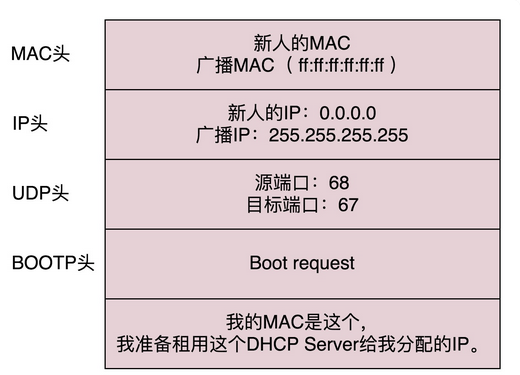 MAC头
新人的MAC
广播MAC（ ff:ff:ff:ff:ff:ff ）
IP头
新人的IP：0.0.0.0
广播IP：255.255.255.255
UDP头
源端口：68
目标端口：67
BOOTP头
Boot request
我的MAC是这个，
我准备租用这个DHCP Server给我分配的IP。